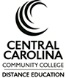 CENTRAL
CAROLINA
COMMUNITY COLLEGE
DISTANCE EDUCATION